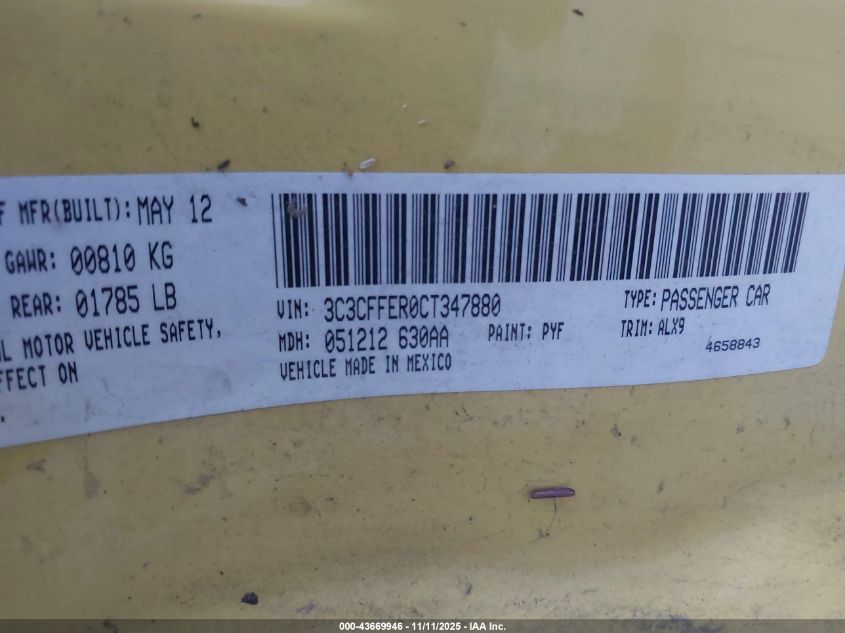 F MFR(BUILT): MAY 12
GAWR: 00810 KG
REAR: 01785 LB
L MOTOR VEHICLE SAFETY,
FFECT ON
.
VIN: 3C3CFFER0CT347880
TYPE: PASSENGER CAR
MDH: 051212 630AA
PAINT: PYF
TRIM: ALX9
VEHICLE MADE IN MEXICO
4658843
000-43669946 - 11/11/2025 - IAA Inc.